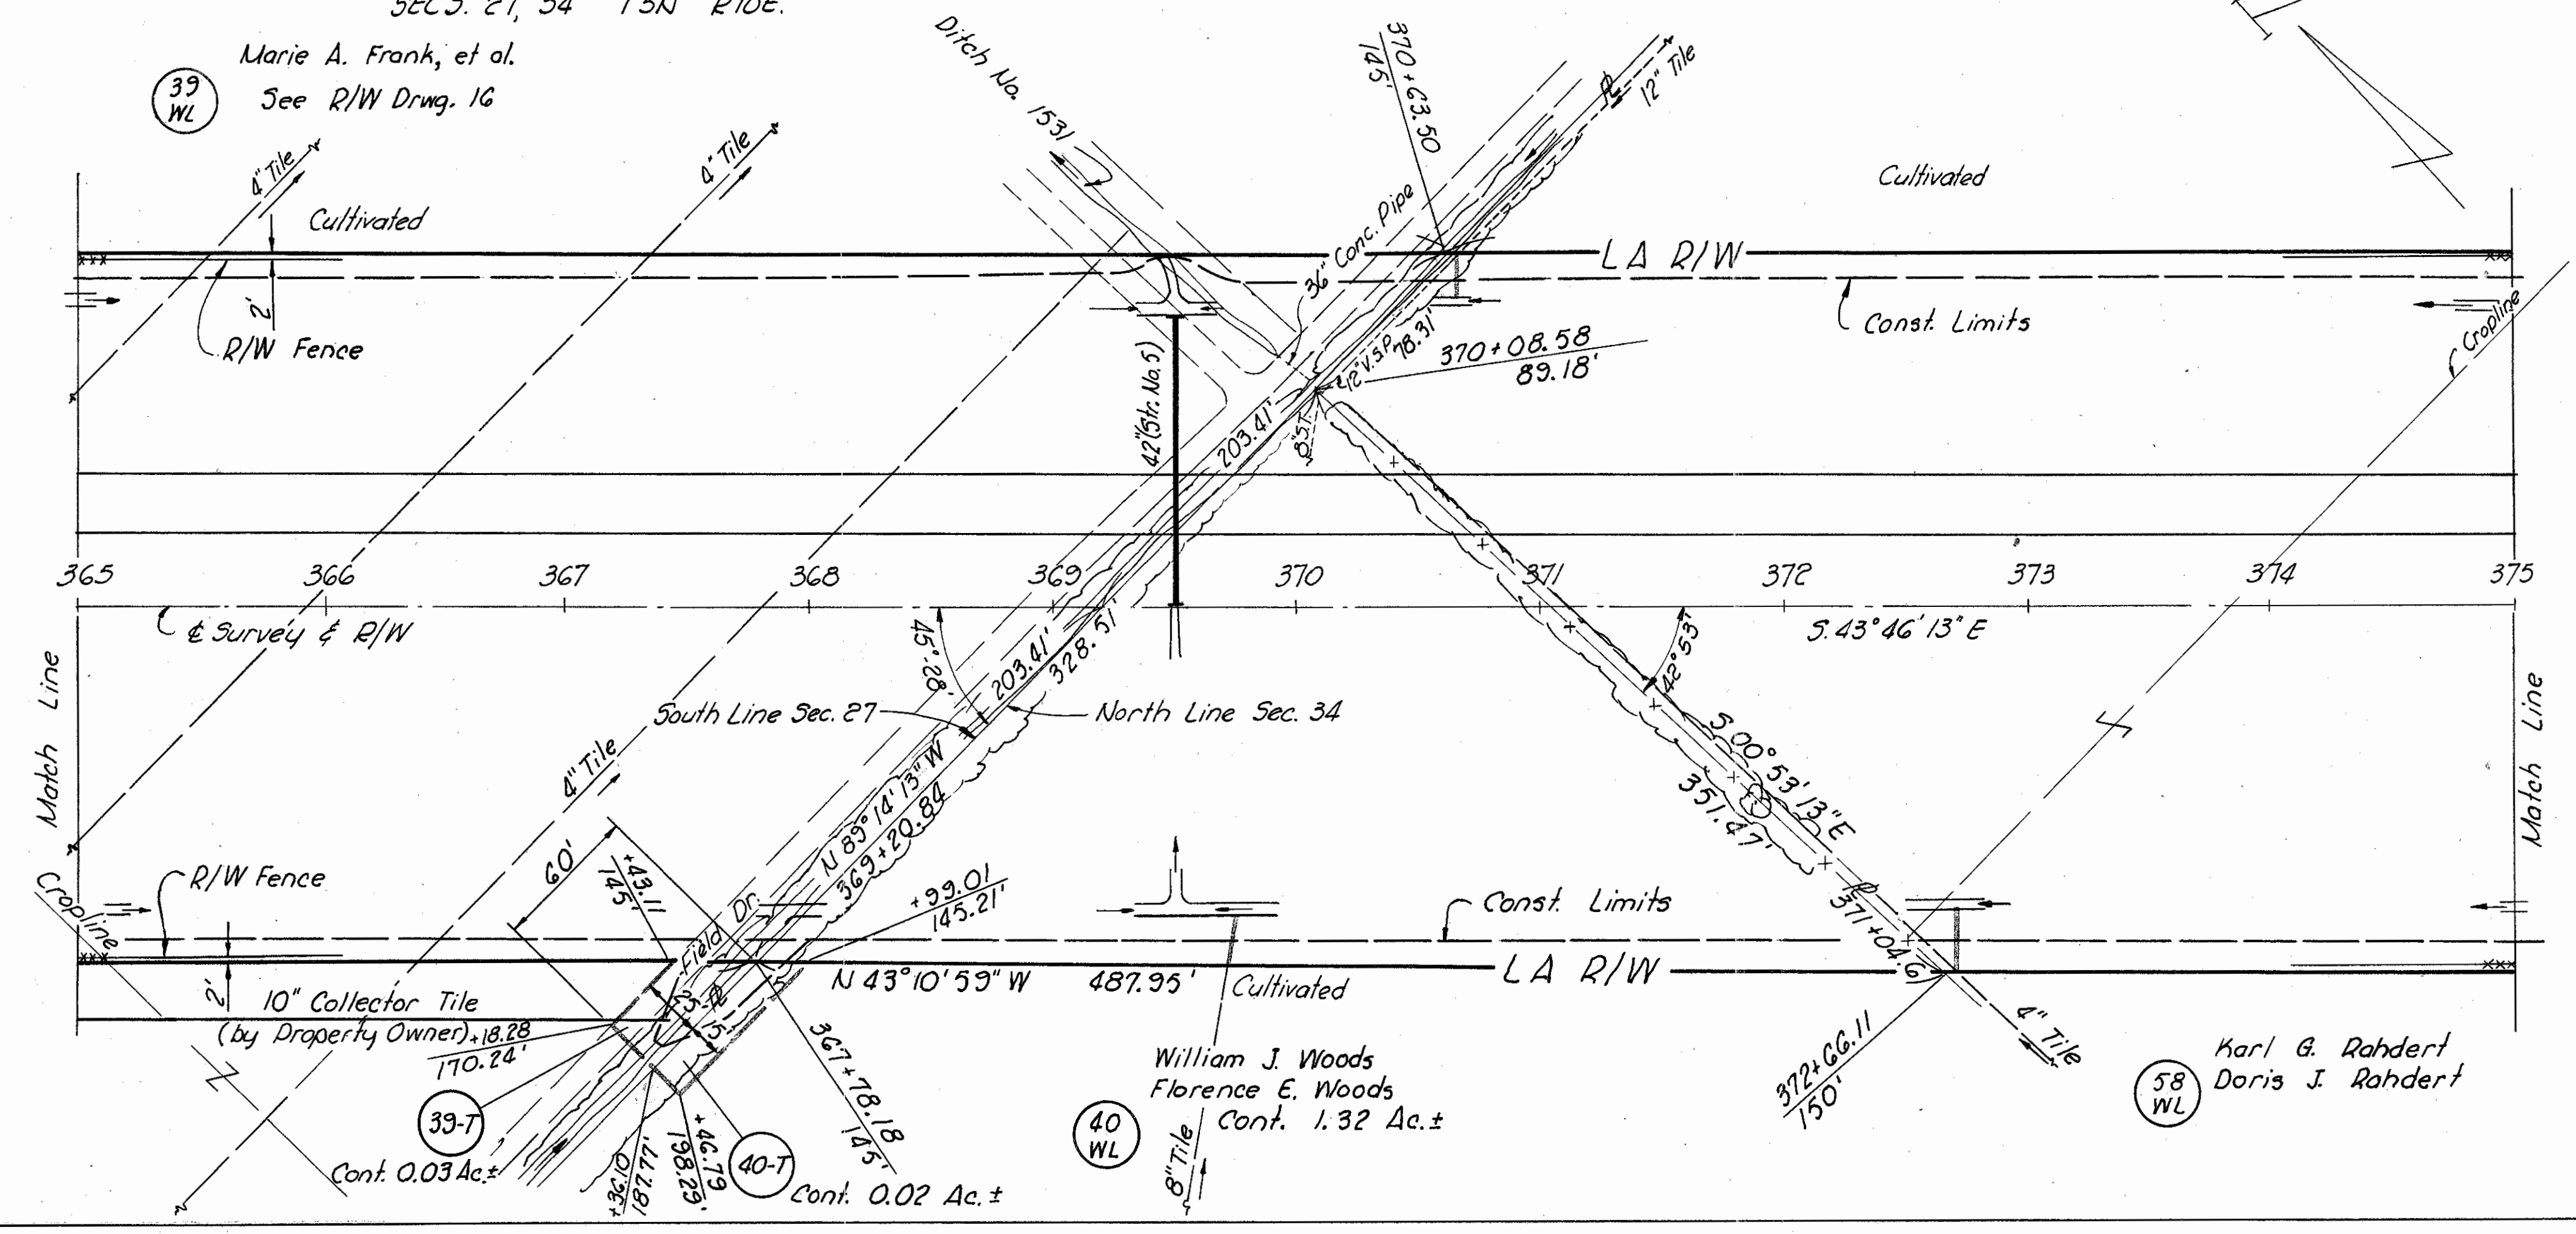 SECS. 27, 34 T5N R10E.
Marie A. Frank, et al.
39
WL
See R/W Drwg. 16
4" Tile
4" Tile
Ditch No. 1531
370+63.50
145'
℄
12" Tile
Cultivated
Cultivated
36" Conc. Pipe
LA R/W
2'
R/W Fence
Const. Limits
Cropline
42"(Str. No. 5)
12" V.S.P.
78.31'
370+08.58
89.18'
203.41'
8" S.T.
365
366
367
368
369
370
371
372
373
374
375
℄ Survey & R/W
S. 43° 46' 13" E
45°-28'
203.41'
328.51'
42° 53'
Match Line
South Line Sec. 27
North Line Sec. 34
Match Line
4" Tile
N 89° 14' 13" W
369+20.84
S 00° 53' 13" E
351.47'
60'
+43.11
145'
R/W Fence
Dr.
Field
+99.01
145.21'
Const. Limits
371+04.61
Cropline
N 43° 10' 59" W 487.95'
Cultivated
LA R/W
2'
10" Collector Tile
(by Property Owner)
+18.28
170.24'
25'
15'
15'
367+78.18
145'
372+66.11
150'
4" Tile
William J. Woods
Florence E. Woods
40
WL
Cont. 1.32 Ac.±
8" Tile
58
WL
Karl G. Rahdert
Doris J. Rahdert
39-T
Cont. 0.03 Ac.±
+36.10
187.77'
+46.79
198.29'
40-T
Cont. 0.02 Ac.±